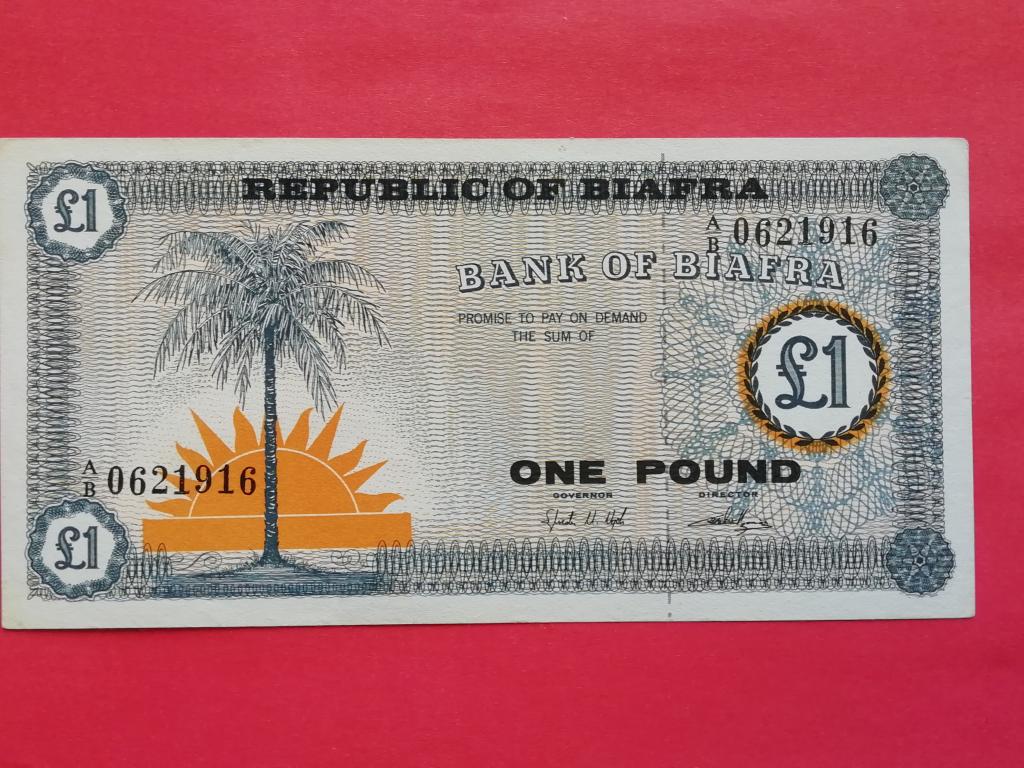 REPUBLIC OF BIAFRA
£1
A/B 0621916
BANK OF BIAFRA
PROMISE TO PAY ON DEMAND
THE SUM OF
£1
A/B 0621916
ONE POUND
GOVERNOR DIRECTOR
£1